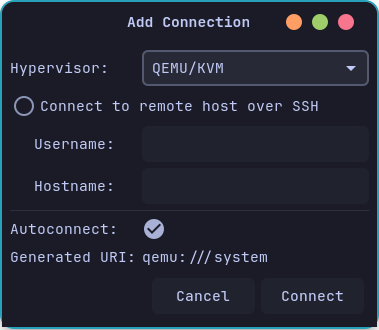 Add Connection
Hypervisor: QEMU/KVM
Connect to remote host over SSH
Username:
Hostname:
Autoconnect:
Generated URI: qemu:///system
Cancel Connect